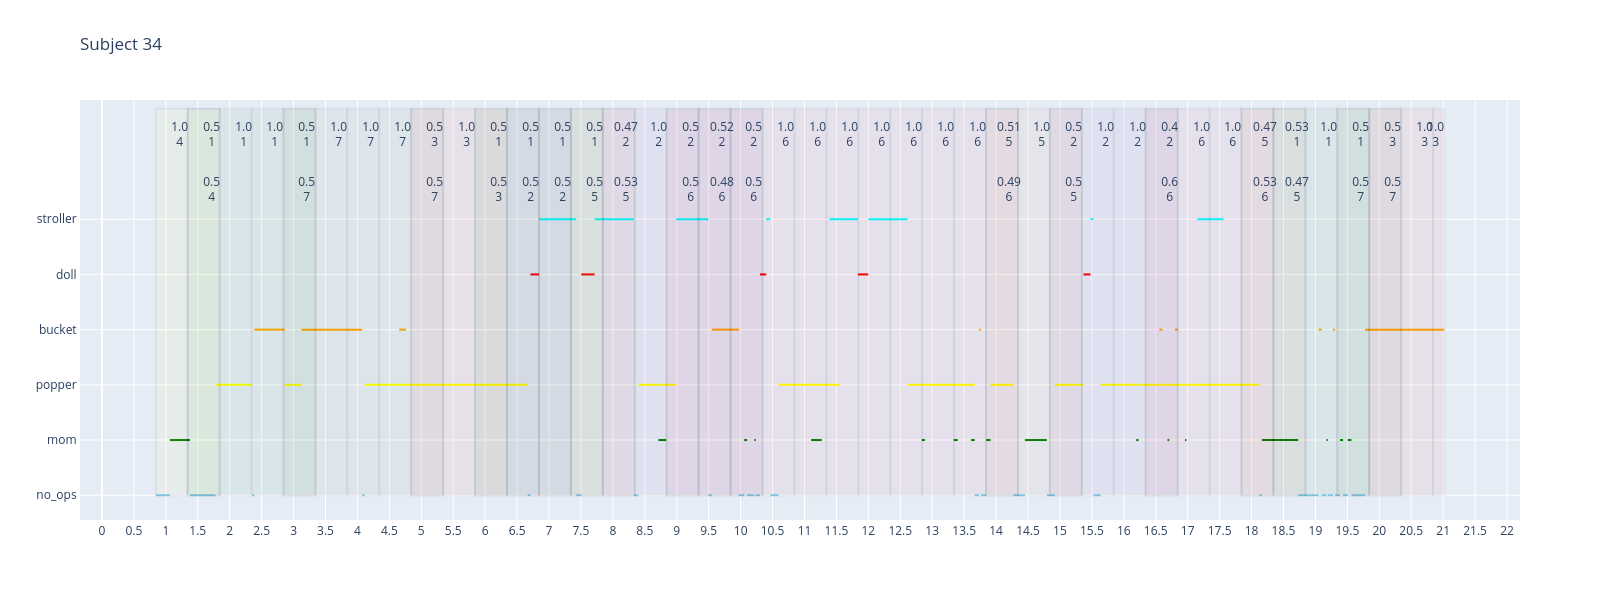 Subject 34
1.0 0.5 1.0 1.0 0.5 1.0 1.0 1.0 0.5 1.0 0.5 0.5 0.5 0.5 0.47 1.0 0.5 0.52 0.5 1.0 1.0 1.0 1.0 1.0 1.0 1.0 0.51 1.0 0.5 1.0 1.0 0.4 1.0 1.0 0.47 0.53 1.0 0.5 0.5 1.0 1.0
4 1 1 1 1 7 7 7 3 3 1 1 1 1 2 2 2 2 2 6 6 6 6 6 6 6 5 5 2 2 2 2 6 6 5 1 1 1 3 3 3
0.5 0.5 0.5 0.5 0.5 0.5 0.5 0.53 0.5 0.48 0.5 0.49 0.5 0.6 0.53 0.47 0.5 0.5
4 7 7 3 2 2 5 5 6 6 6 6 5 6 6 5 7 7
stroller
doll
bucket
popper
mom
no_ops
0 0.5 1 1.5 2 2.5 3 3.5 4 4.5 5 5.5 6 6.5 7 7.5 8 8.5 9 9.5 10 10.5 11 11.5 12 12.5 13 13.5 14 14.5 15 15.5 16 16.5 17 17.5 18 18.5 19 19.5 20 20.5 21 21.5 22